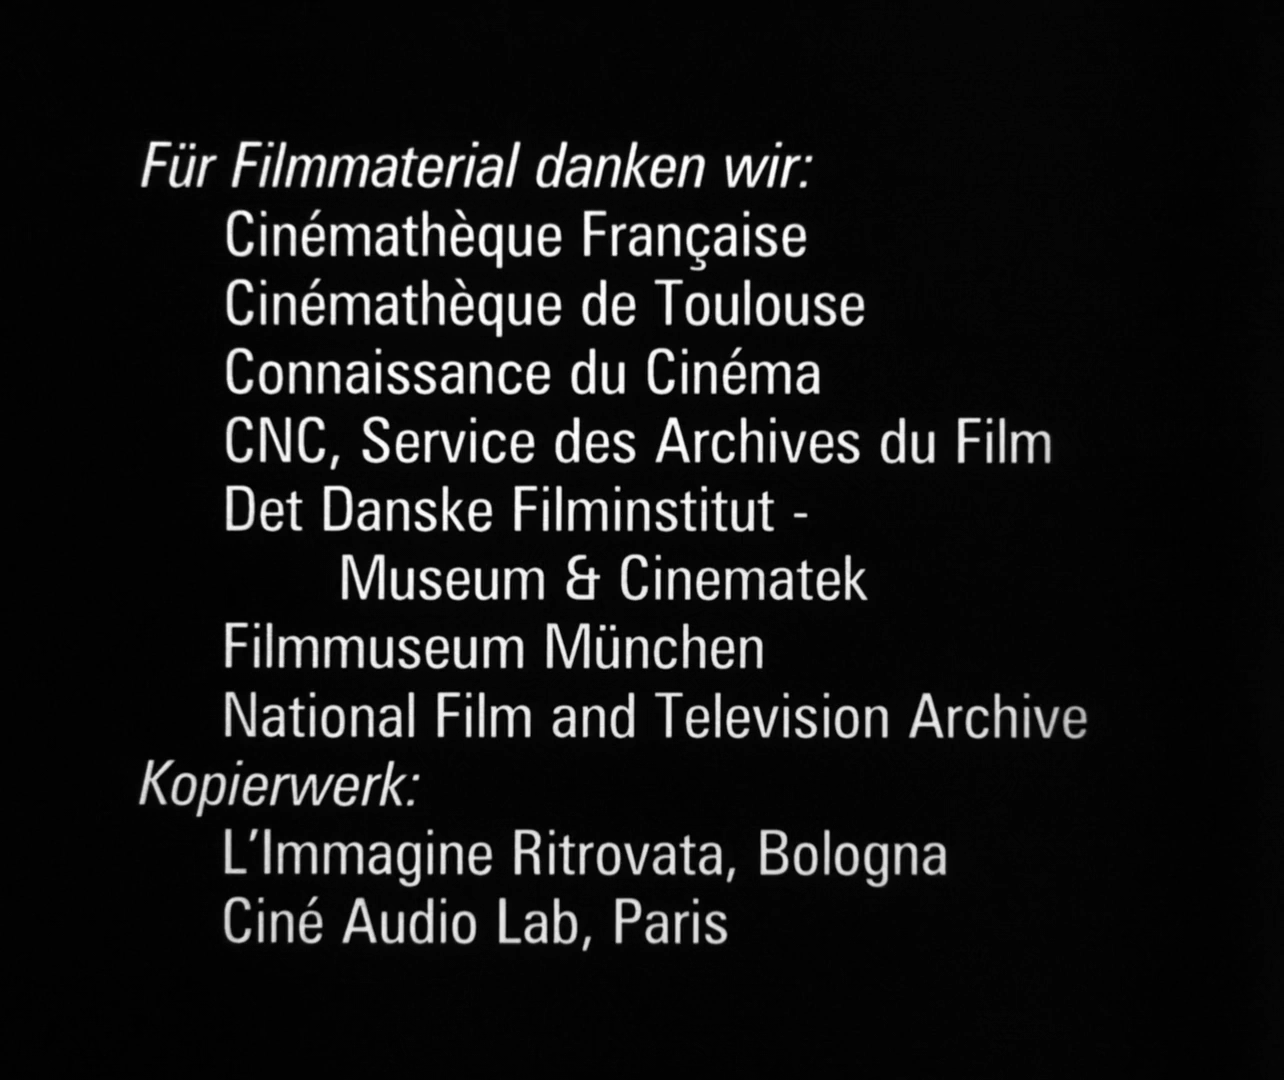 Für Filmmaterial danken wir:
Cinémathèque Française
Cinémathèque de Toulouse
Connaissance du Cinéma
CNC, Service des Archives du Film
Det Danske Filminstitut -
Museum & Cinematek
Filmmuseum München
National Film and Television Archive
Kopierwerk:
L'Immagine Ritrovata, Bologna
Ciné Audio Lab, Paris